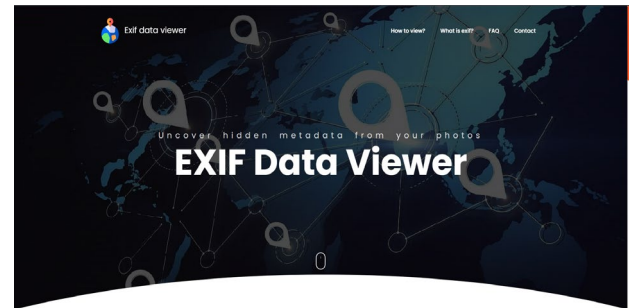 Exif data viewer
How to view? What is exif? FAQ Contact
Uncover hidden metadata from your photos
EXIF Data Viewer